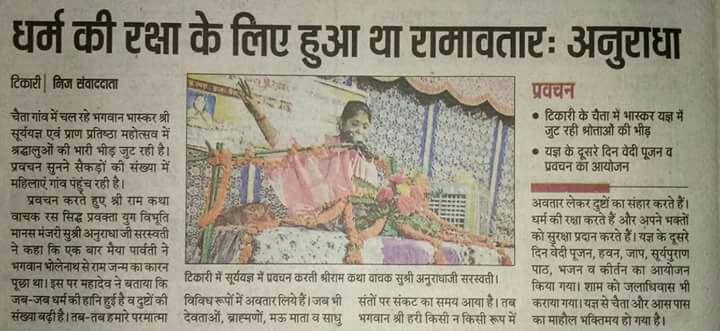 धर्म की रक्षा के लिए हुआ था रामावतारः अनुराधा
टिकारी | निज संवाददाता
चैता गांव में चल रहे भगवान भास्कर श्री
सूर्ययज्ञ एवं प्राण प्रतिष्ठा महोत्सव में
श्रद्धालुओं की भारी भीड़ जुट रही है।
प्रवचन सुनने सैकड़ों की संख्या में
महिलाएं गांव पंहुच रही है।
प्रवचन करते हुए श्री राम कथा
वाचक रस सिद्ध प्रवक्ता युग विभूति
मानस मंजरी सुश्री अनुराधा जी सरस्वती
ने कहा कि एक बार मैया पार्वती ने
भगवान भोलेनाथ से राम जन्म का कारन
पूछा था। इस पर महादेव ने बताया कि
जब-जब धर्म की हानि हुई है व दुष्टों की
संख्या बढ़ी है। तब-तब हमारे परमात्मा
टिकारी में सूर्ययज्ञ में प्रवचन करती श्रीराम कथा वाचक सुश्री अनुराधाजी सरस्वती।
विविध रूपों में अवतार लिये हैं। जब भी
देवताओं, ब्राह्मणों, मऊ माता व साधु
संतों पर संकट का समय आया है। तब
भगवान श्री हरी किसी न किसी रूप में
प्रवचन
● टिकारी के चैता में भास्कर यज्ञ में
जुट रही श्रोताओं की भीड़
● यज्ञ के दूसरे दिन वेदी पूजन व
प्रवचन का आयोजन
अवतार लेकर दुष्टों का संहार करते हैं।
धर्म की रक्षा करते हैं और अपने भक्तों
को सुरक्षा प्रदान करते हैं। यज्ञ के दूसरे
दिन वेदी पूजन, हवन, जाप, सूर्यपुराण
पाठ, भजन व कीर्तन का आयोजन
किया गया। शाम को जलाधिवास भी
कराया गया। यज्ञ से चैता और आस पास
का माहौल भक्तिमय हो गया है।